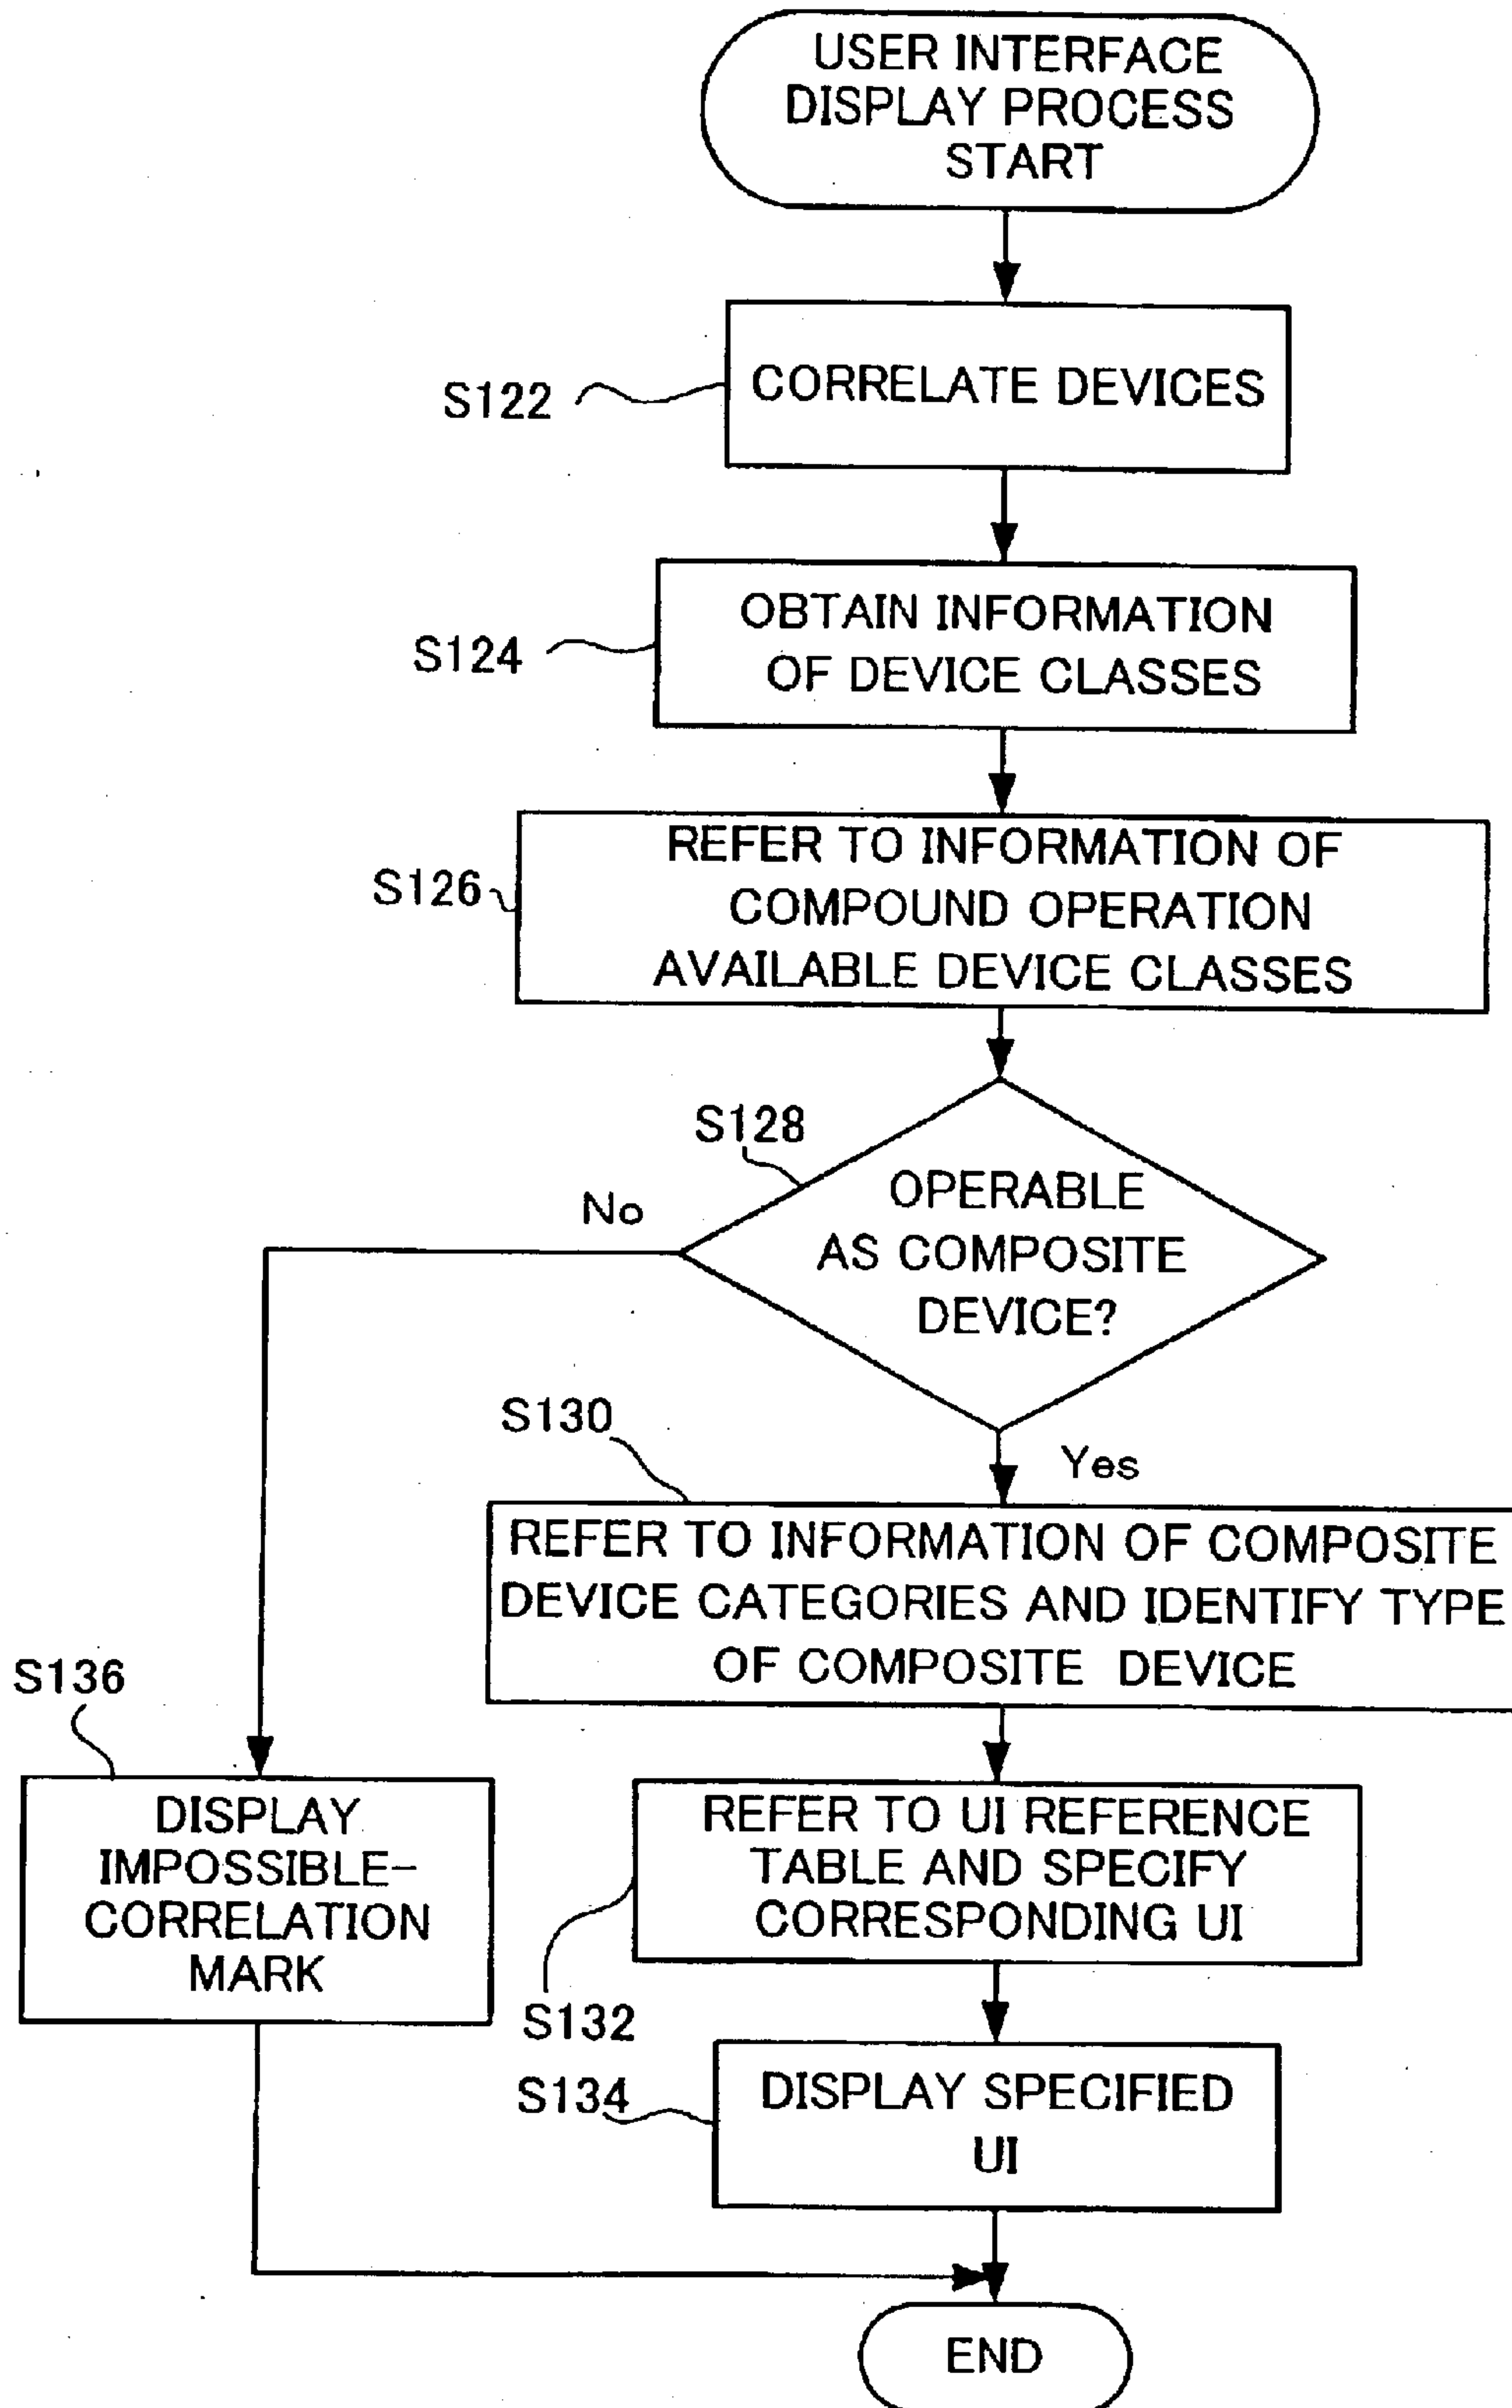 USER INTERFACE
DISPLAY PROCESS
START
S122
CORRELATE DEVICES
S124
OBTAIN INFORMATION
OF DEVICE CLASSES
S126
REFER TO INFORMATION OF
COMPOUND OPERATION
AVAILABLE DEVICE CLASSES
S128
OPERABLE
AS COMPOSITE
DEVICE?
No
Yes
S130
REFER TO INFORMATION OF COMPOSITE
DEVICE CATEGORIES AND IDENTIFY TYPE
OF COMPOSITE DEVICE
S136
DISPLAY
IMPOSSIBLE-
CORRELATION
MARK
REFER TO UI REFERENCE
TABLE AND SPECIFY
CORRESPONDING UI
S132
S134
DISPLAY SPECIFIED
UI
END